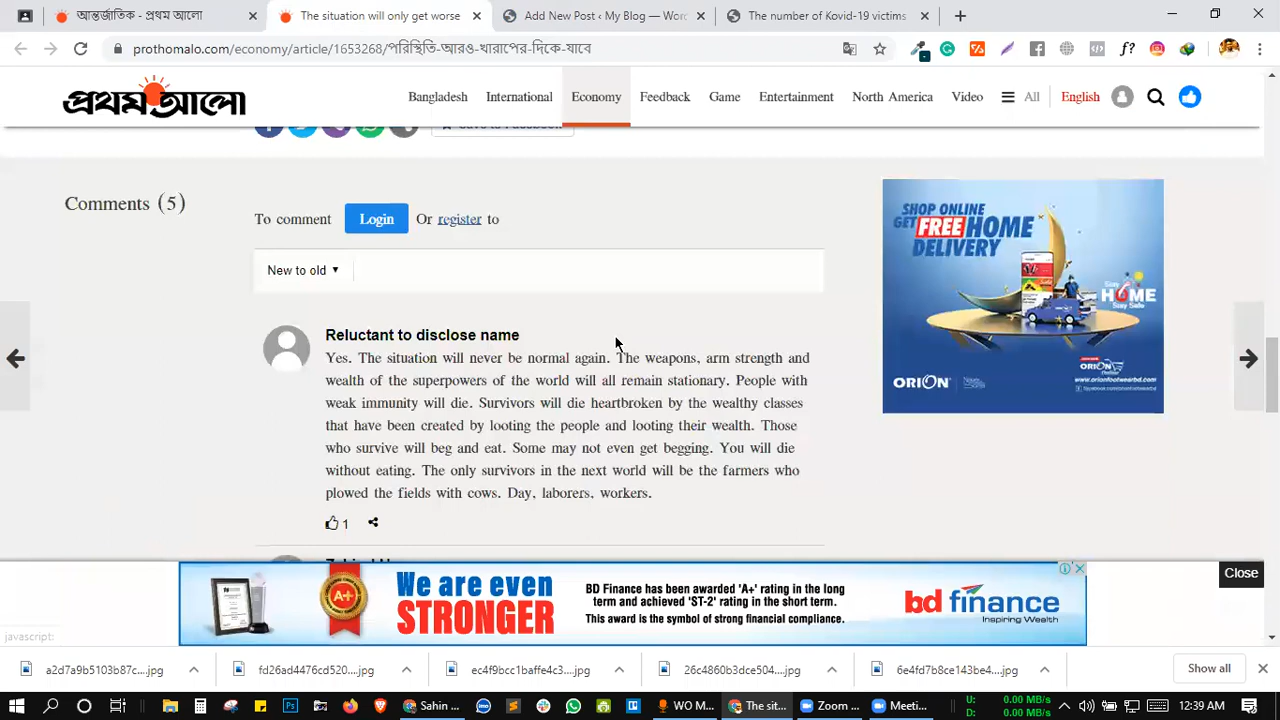 আন্তর্জাতিক - প্রথম আলো
The situation will only get worse
Add New Post ‹ My Blog — Wor
The number of Kovid-19 victims
prothomalo.com/economy/article/1653268/পরিস্থিতি-আরও-খারাপের-দিকে-যাবে
প্রথম আলো
Bangladesh International Economy Feedback Game Entertainment North America Video All English
Comments (5)
To comment Login Or register to
New to old
Reluctant to disclose name
Yes. The situation will never be normal again. The weapons, arm strength and
wealth of the superpowers of the world will all remain stationary. People with
weak immunity will die. Survivors will die heartbroken by the wealthy classes
that have been created by looting the people and looting their wealth. Those
who survive will beg and eat. Some may not even get begging. You will die
without eating. The only survivors in the next world will be the farmers who
plowed the fields with cows. Day, laborers, workers.
1
SHOP ONLINE
GET FREE HOME
DELIVERY
Stay
HOME
Stay Safe
ORION
www.orionfootwearbd.com
Close
A+
We are even
STRONGER
BD Finance has been awarded 'A+' rating in the long
term and achieved 'ST-2' rating in the short term.
This award is the symbol of strong financial compliance.
bd finance
Inspiring Wealth
javascript:
a2d7a9b5103b87c....jpg
fd26ad4476cd520....jpg
ec4f9bcc1baffe4c3....jpg
26c4860b3dce504....jpg
6e4fd7b8ce143be4....jpg
Show all
Sahin ...
WO M...
The sit...
Zoom ...
Meeti...
U: 0.00 MB/s
D: 0.00 MB/s
12:39 AM